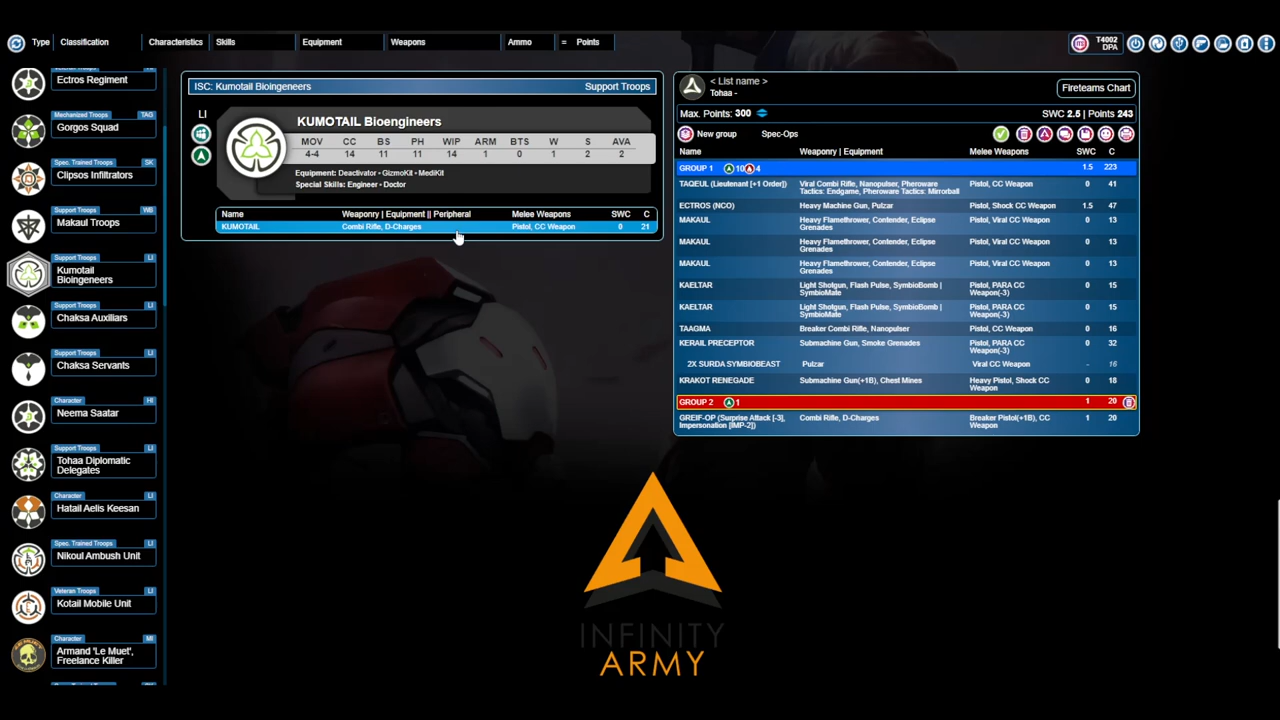 Type Classification Characteristics Skills Equipment Weapons Ammo = Points
T4002
DPA
Ectros Regiment
Mechanized Troops TAG
Gorgos Squad
Spec. Trained Troops SK
Clipsos Infiltrators
Support Troops WB
Makaul Troops
Support Troops LI
Kumotail
Bioengeneers
Support Troops LI
Chaksa Auxiliars
Support Troops LI
Chaksa Servants
Character HI
Neema Saatar
Support Troops LI
Tohaa Diplomatic
Delegates
Character LI
Hatail Aelis Keesan
Spec. Trained Troops LI
Nikoul Ambush Unit
Veteran Troops LI
Kotail Mobile Unit
Character MI
Armand 'Le Muet',
Freelance Killer
ISC: Kumotail Bioingeneers Support Troops
LI
KUMOTAIL Bioengineers
MOV CC BS PH WIP ARM BTS W S AVA
4-4 14 11 11 14 1 0 1 2 2
Equipment: Deactivator • GizmoKit • MediKit
Special Skills: Engineer • Doctor
Name Weaponry | Equipment || Peripheral Melee Weapons SWC C
KUMOTAIL Combi Rifle, D-Charges Pistol, CC Weapon 0 21
< List name >
Tohaa -
Fireteams Chart
Max. Points: 300 SWC 2.5 | Points 243
New group Spec-Ops
Name Weaponry | Equipment Melee Weapons SWC C
GROUP 1 10 4 1.5 223
TAQEUL (Lieutenant [+1 Order]) Viral Combi Rifle, Nanopulser, Pheroware Tactics: Endgame, Pheroware Tactics: Mirrorball Pistol, CC Weapon 0 41
ECTROS (NCO) Heavy Machine Gun, Pulzar Pistol, Shock CC Weapon 1.5 47
MAKAUL Heavy Flamethrower, Contender, Eclipse Grenades Pistol, Viral CC Weapon 0 13
MAKAUL Heavy Flamethrower, Contender, Eclipse Grenades Pistol, Viral CC Weapon 0 13
MAKAUL Heavy Flamethrower, Contender, Eclipse Grenades Pistol, Viral CC Weapon 0 13
KAELTAR Light Shotgun, Flash Pulse, SymbioBomb | SymbioMate Pistol, PARA CC Weapon(-3) 0 15
KAELTAR Light Shotgun, Flash Pulse, SymbioBomb | SymbioMate Pistol, PARA CC Weapon(-3) 0 15
TAAGMA Breaker Combi Rifle, Nanopulser Pistol, CC Weapon 0 16
KERAIL PRECEPTOR Submachine Gun, Smoke Grenades Pistol, PARA CC Weapon(-3) 0 32
2X SURDA SYMBIOBEAST Pulzar Viral CC Weapon - 16
KRAKOT RENEGADE Submachine Gun(+1B), Chest Mines Heavy Pistol, Shock CC Weapon 0 18
GROUP 2 1 1 20
GREIF-OP (Surprise Attack [-3], Impersonation [IMP-2]) Combi Rifle, D-Charges Breaker Pistol(+1B), CC Weapon 1 20
INFINITY
ARMY